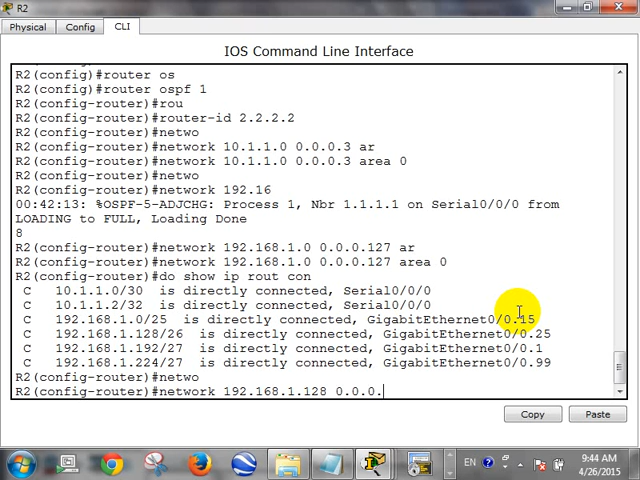 R2
Physical Config CLI
IOS Command Line Interface
R2(config)#router os
R2(config)#router ospf 1
R2(config-router)#rou
R2(config-router)#router-id 2.2.2.2
R2(config-router)#netwo
R2(config-router)#network 10.1.1.0 0.0.0.3 ar
R2(config-router)#network 10.1.1.0 0.0.0.3 area 0
R2(config-router)#netwo
R2(config-router)#network 192.16
00:42:13: %OSPF-5-ADJCHG: Process 1, Nbr 1.1.1.1 on Serial0/0/0 from
LOADING to FULL, Loading Done
8
R2(config-router)#network 192.168.1.0 0.0.0.127 ar
R2(config-router)#network 192.168.1.0 0.0.0.127 area 0
R2(config-router)#do show ip rout con
C 10.1.1.0/30 is directly connected, Serial0/0/0
C 10.1.1.2/32 is directly connected, Serial0/0/0
C 192.168.1.0/25 is directly connected, GigabitEthernet0/0.15
C 192.168.1.128/26 is directly connected, GigabitEthernet0/0.25
C 192.168.1.192/27 is directly connected, GigabitEthernet0/0.1
C 192.168.1.224/27 is directly connected, GigabitEthernet0/0.99
R2(config-router)#netwo
R2(config-router)#network 192.168.1.128 0.0.0.
Copy Paste
EN 9:44 AM
4/26/2015